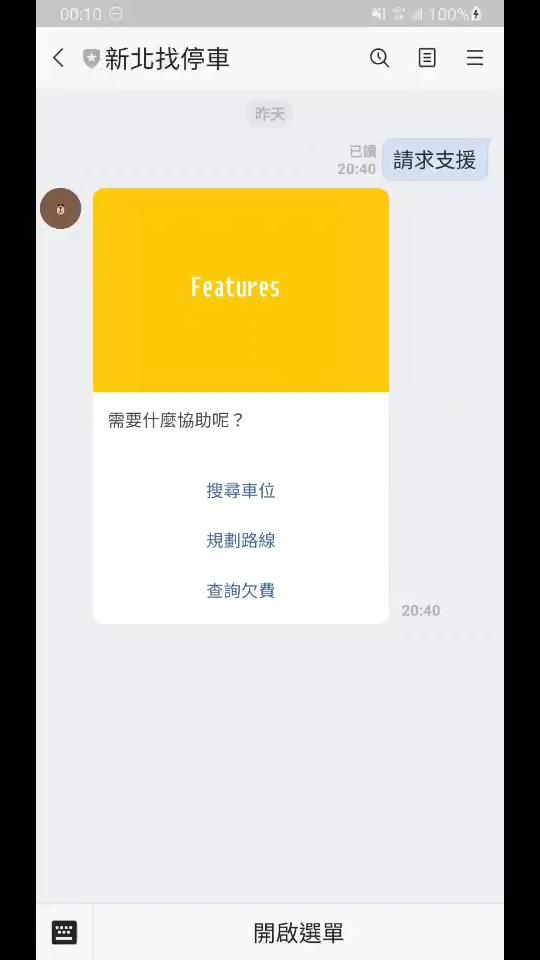 00:10
100%
新北找停車
昨天
已讀
20:40
請求支援
Features
需要什麼協助呢？
搜尋車位
規劃路線
查詢欠費
20:40
開啟選單